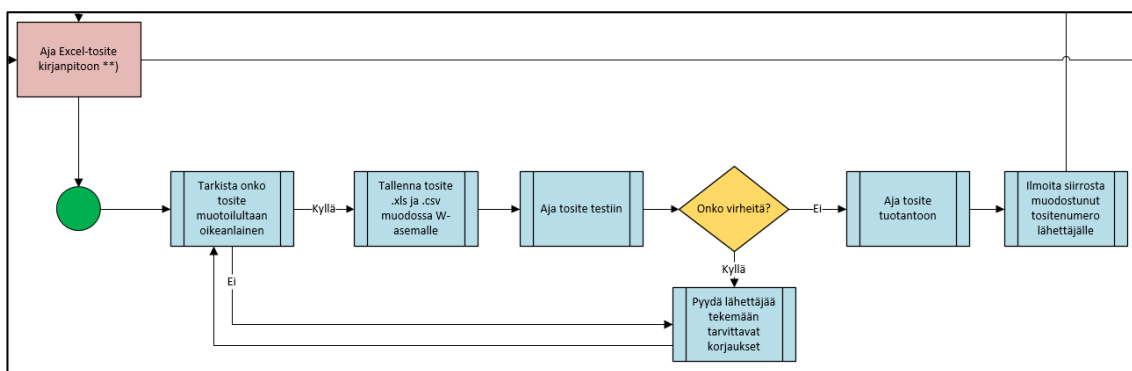 Aja Excel-tosite
kirjanpitoon **)
Tarkista onko
tosite
muotoilultaan
oikeanlainen
Kyllä
Tallenna tosite
.xls ja .csv
muodossa W-
asemalle
Aja tosite testiin
Onko virheitä?
Ei
Aja tosite
tuotantoon
Ilmoita siirrosta
muodostunut
tositenumero
lähettäjälle
Ei
Kyllä
Pyydä lähettäjää
tekemään
tarvittavat
korjaukset